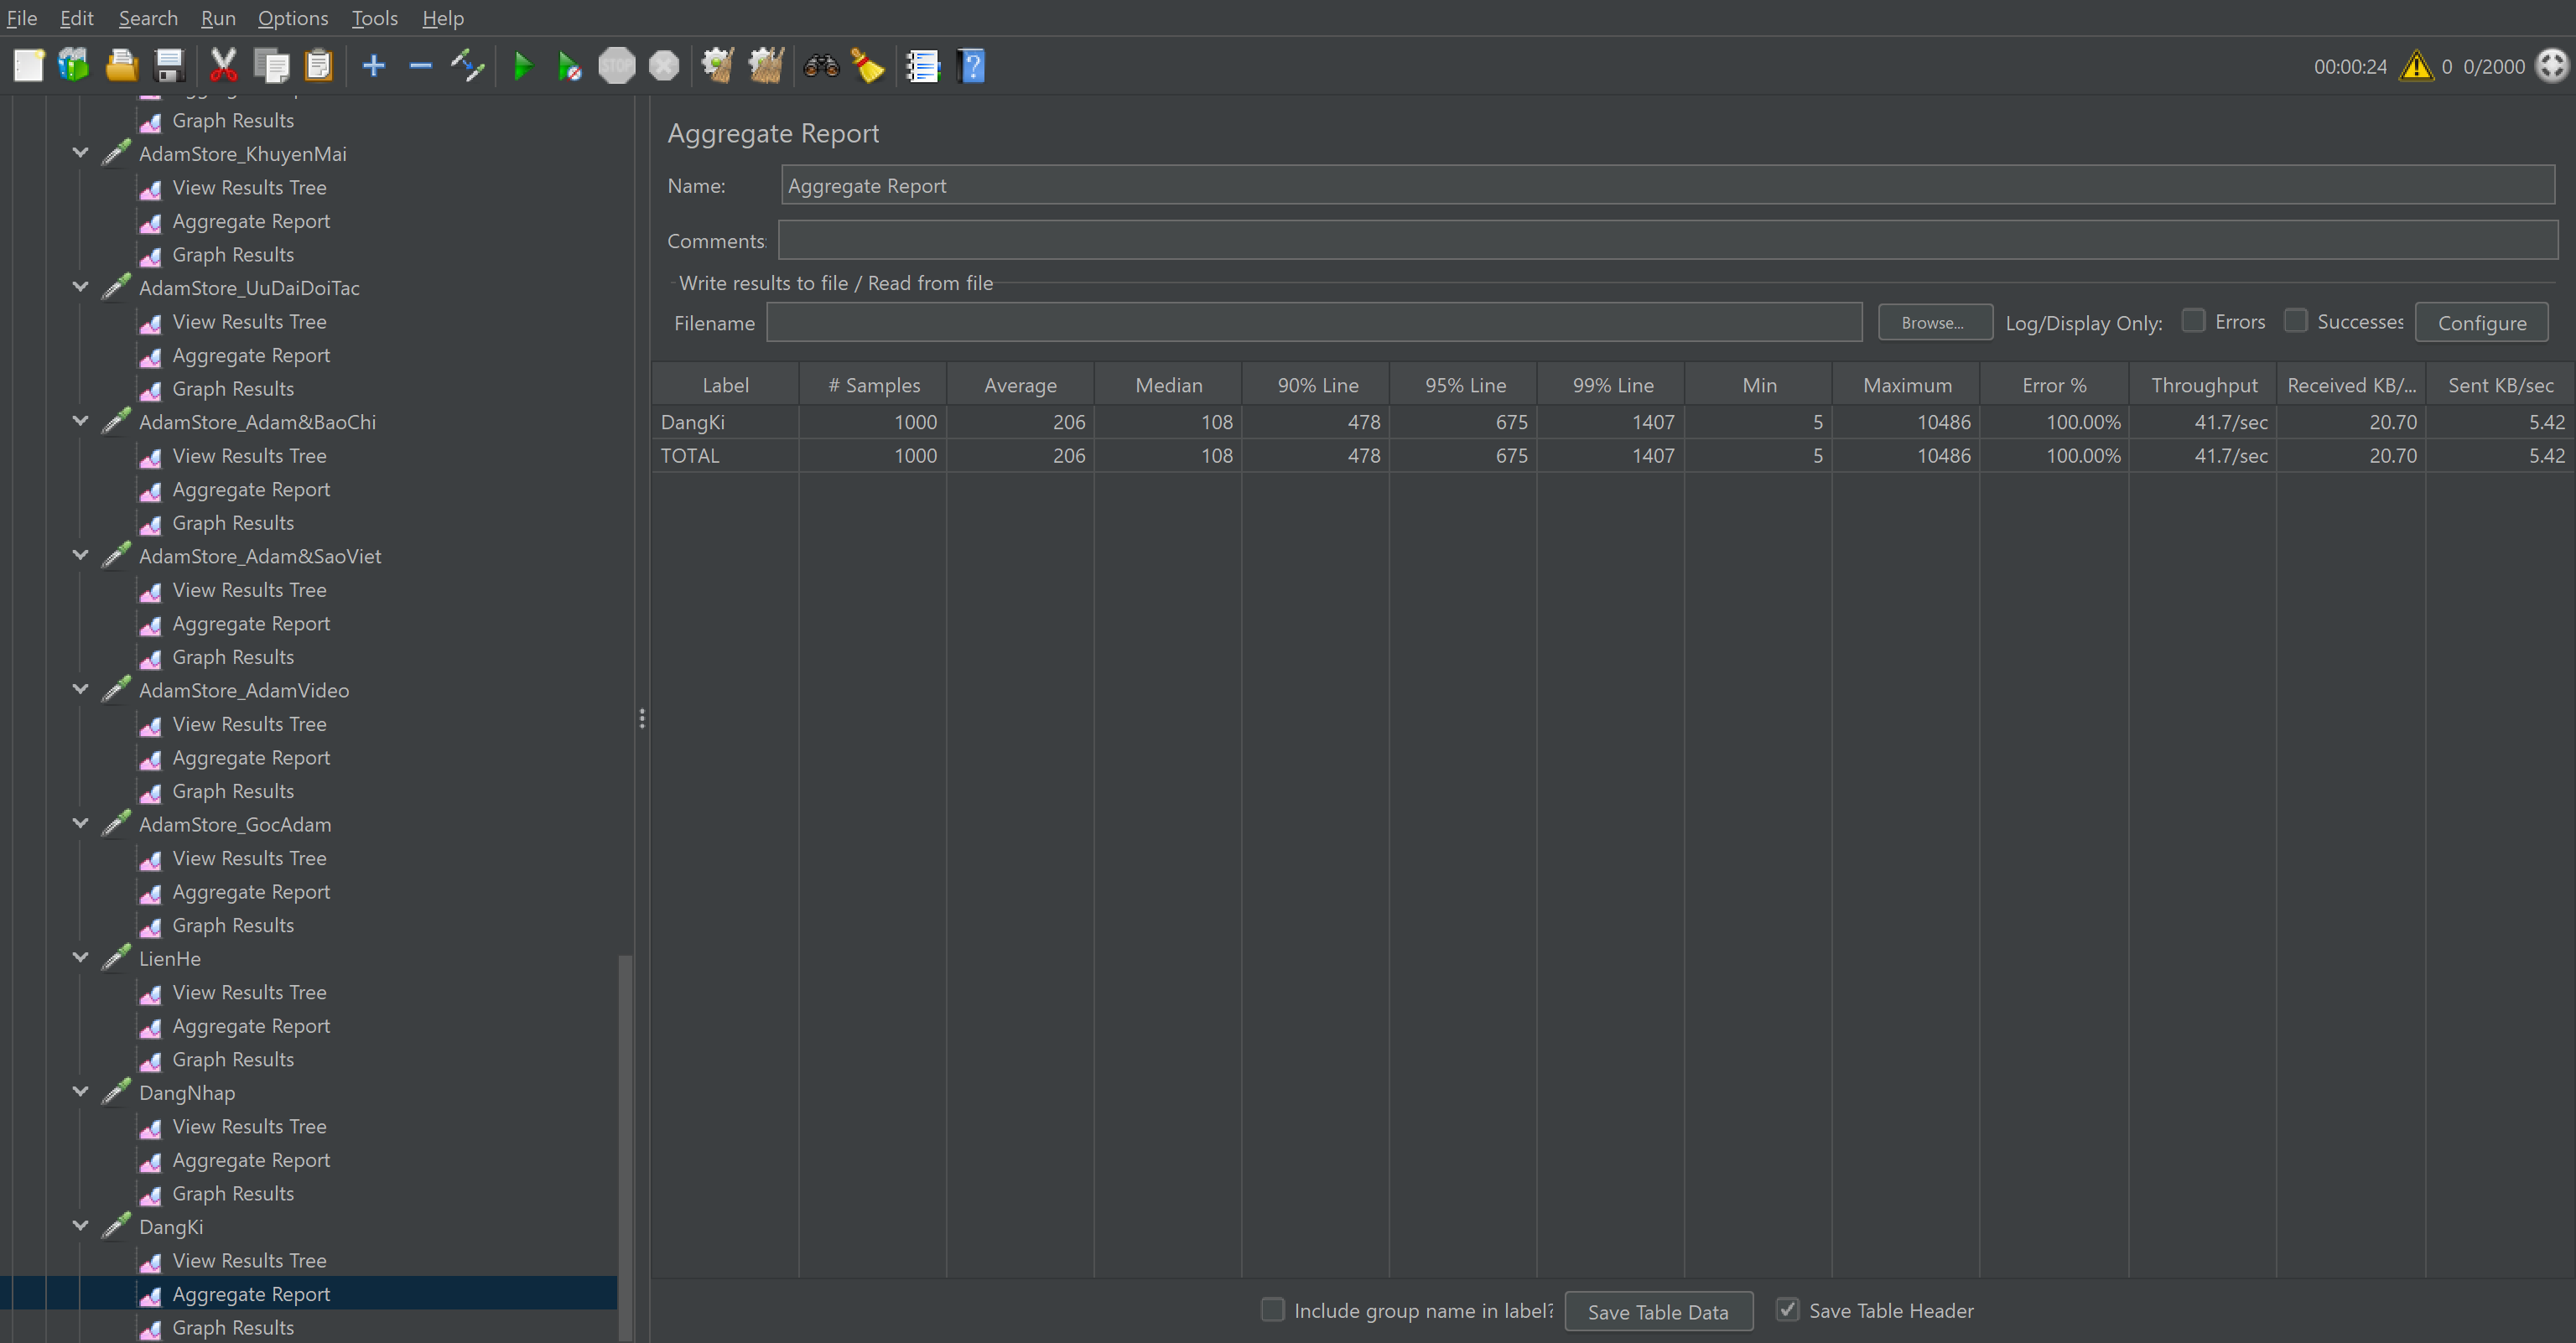 File Edit Search Run Options Tools Help
STOP
00:00:24 0 0/2000
Graph Results
AdamStore_KhuyenMai
View Results Tree
Aggregate Report
Graph Results
AdamStore_UuDaiDoiTac
View Results Tree
Aggregate Report
Graph Results
AdamStore_Adam&BaoChi
View Results Tree
Aggregate Report
Graph Results
AdamStore_Adam&SaoViet
View Results Tree
Aggregate Report
Graph Results
AdamStore_AdamVideo
View Results Tree
Aggregate Report
Graph Results
AdamStore_GocAdam
View Results Tree
Aggregate Report
Graph Results
LienHe
View Results Tree
Aggregate Report
Graph Results
DangNhap
View Results Tree
Aggregate Report
Graph Results
DangKi
View Results Tree
Aggregate Report
Graph Results
Aggregate Report
Name: Aggregate Report
Comments:
Write results to file / Read from file
Filename Browse... Log/Display Only: Errors Successes Configure
Label # Samples Average Median 90% Line 95% Line 99% Line Min Maximum Error % Throughput Received KB/... Sent KB/sec
DangKi 1000 206 108 478 675 1407 5 10486 100.00% 41.7/sec 20.70 5.42
TOTAL 1000 206 108 478 675 1407 5 10486 100.00% 41.7/sec 20.70 5.42
Include group name in label? Save Table Data Save Table Header